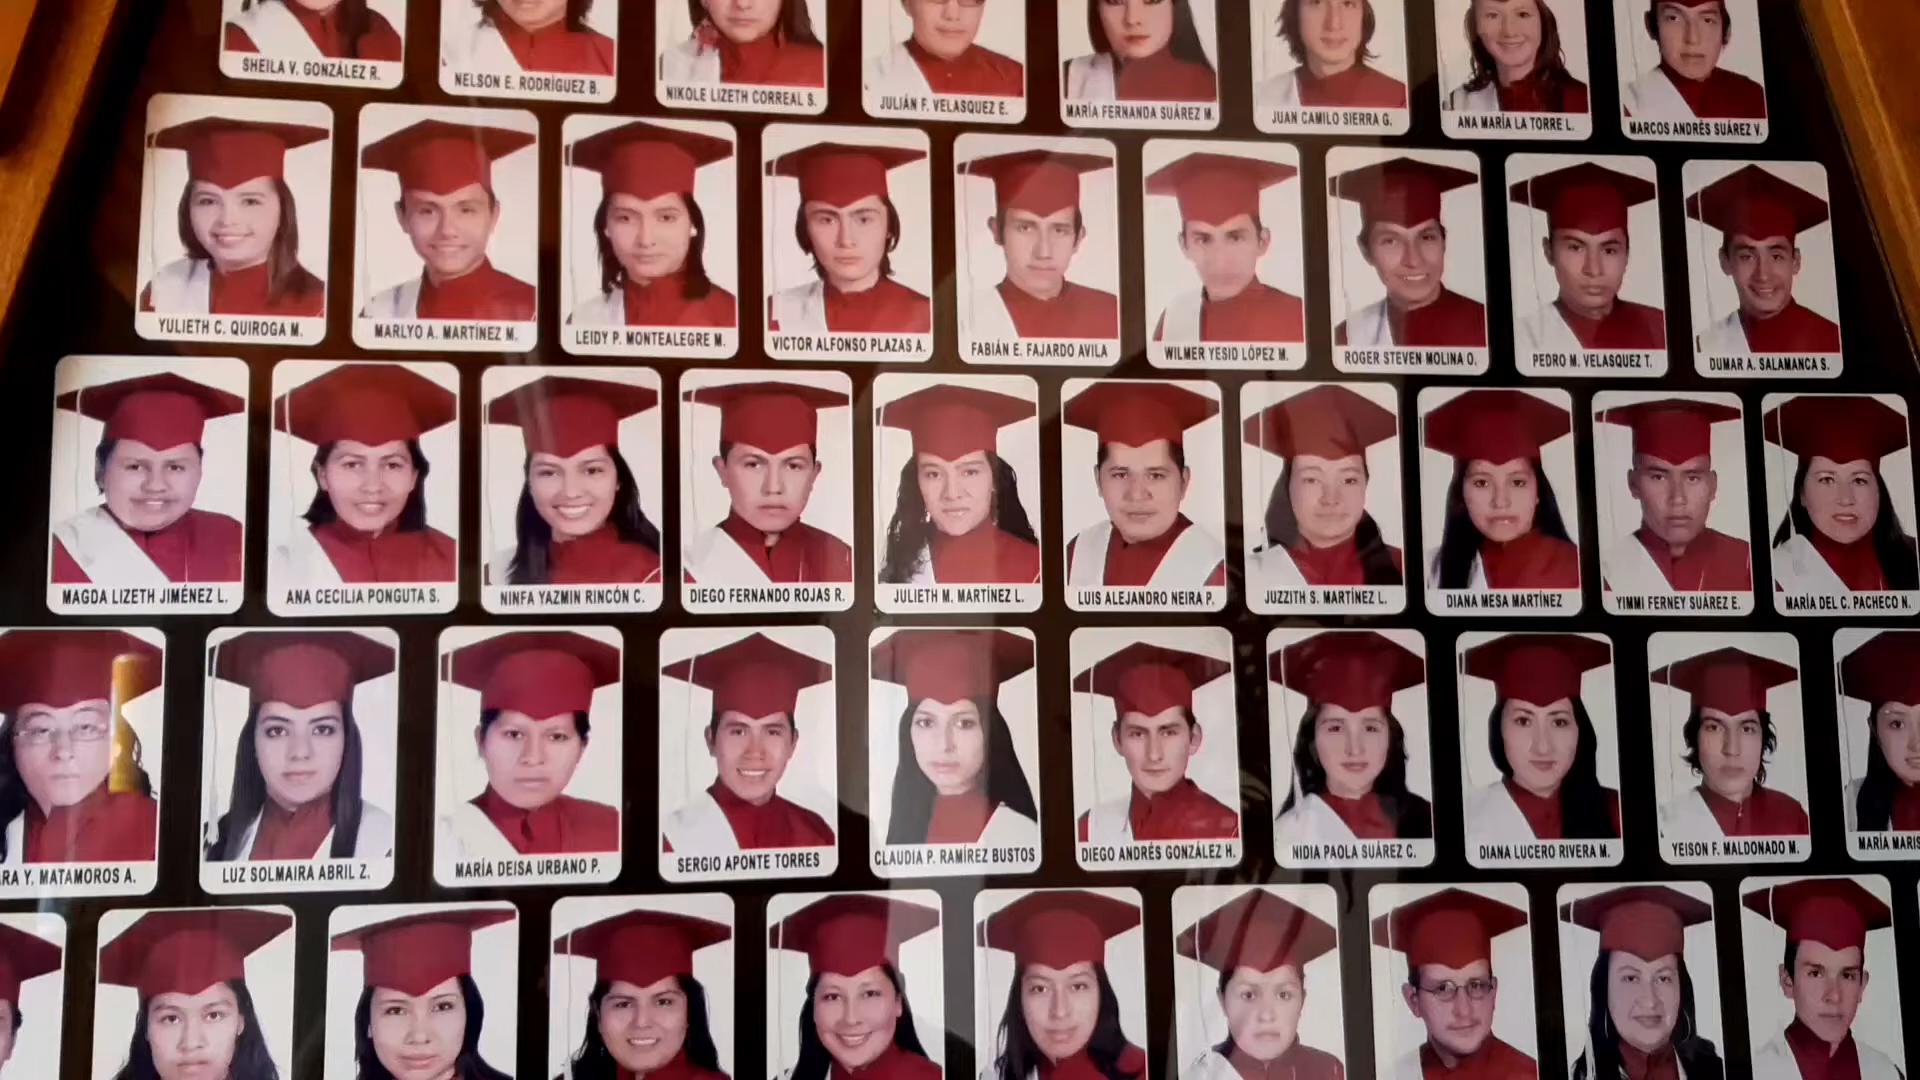 SHEILA V. GONZÁLEZ R.
NELSON E. RODRÍGUEZ B.
NIKOLE LIZETH CORREAL S.
JULIÁN F. VELASQUEZ E.
MARÍA FERNANDA SUÁREZ M.
JUAN CAMILO SIERRA G.
ANA MARÍA LA TORRE L.
MARCOS ANDRÉS SUÁREZ V.
YULIETH C. QUIROGA M.
MARLYO A. MARTÍNEZ M.
LEIDY P. MONTEALEGRE M.
VICTOR ALFONSO PLAZAS A.
FABIÁN E. FAJARDO AVILA
WILMER YESID LÓPEZ M.
ROGER STEVEN MOLINA O.
PEDRO M. VELASQUEZ T.
DUMAR A. SALAMANCA S.
MAGDA LIZETH JIMÉNEZ L.
ANA CECILIA PONGUTA S.
NINFA YAZMIN RINCÓN C.
DIEGO FERNANDO ROJAS R.
JULIETH M. MARTÍNEZ L.
LUIS ALEJANDRO NEIRA P.
JUZZITH S. MARTÍNEZ L.
DIANA MESA MARTÍNEZ
YIMMI FERNEY SUÁREZ E.
MARÍA DEL C. PACHECO N.
RA Y. MATAMOROS A.
LUZ SOLMAIRA ABRIL Z.
MARÍA DEISA URBANO P.
SERGIO APONTE TORRES
CLAUDIA P. RAMÍREZ BUSTOS
DIEGO ANDRÉS GONZÁLEZ H.
NIDIA PAOLA SUÁREZ C.
DIANA LUCERO RIVERA M.
YEISON F. MALDONADO M.
MARÍA MARIS